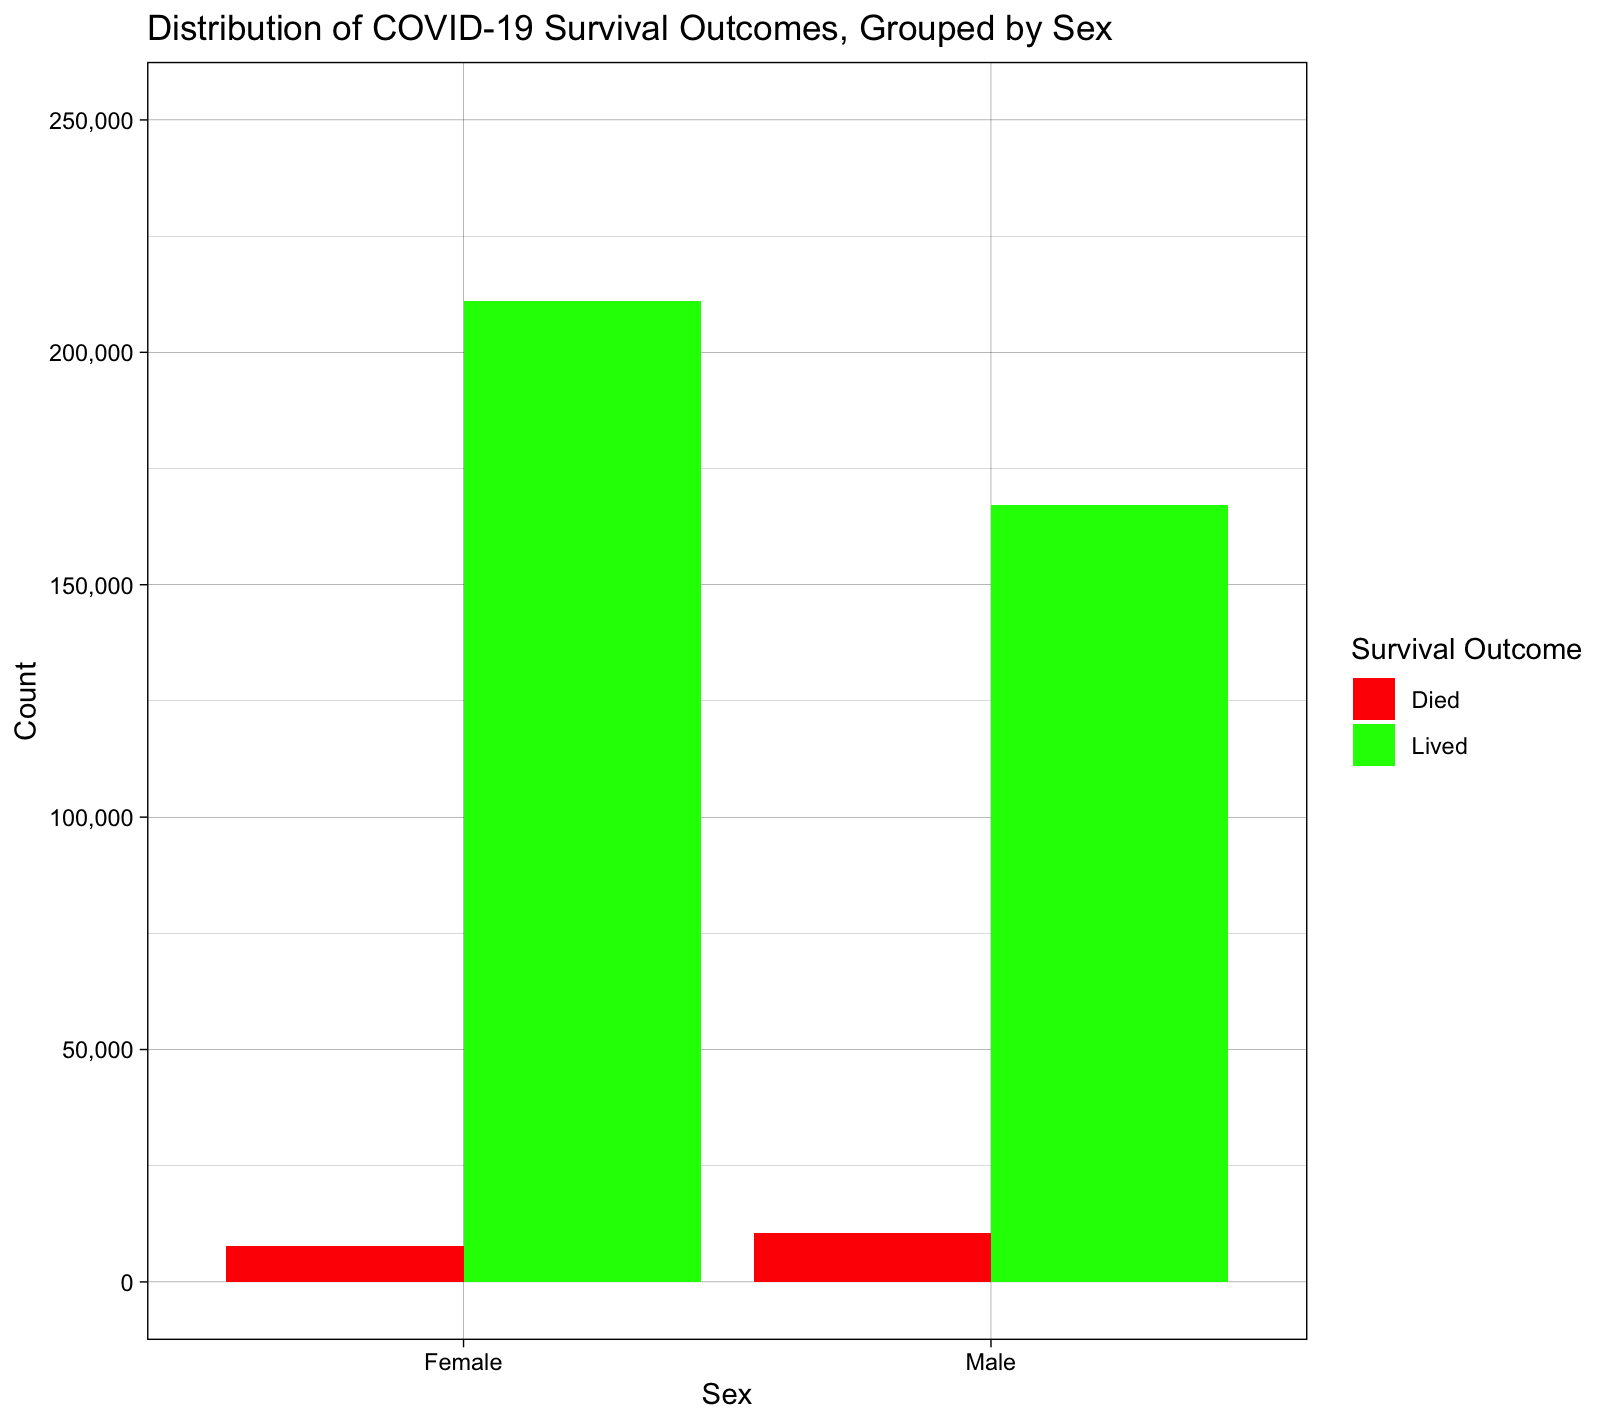 Distribution of COVID-19 Survival Outcomes, Grouped by Sex
250,000
200,000
150,000
100,000
50,000
0
Count
Female
Male
Sex
Survival Outcome
Died
Lived